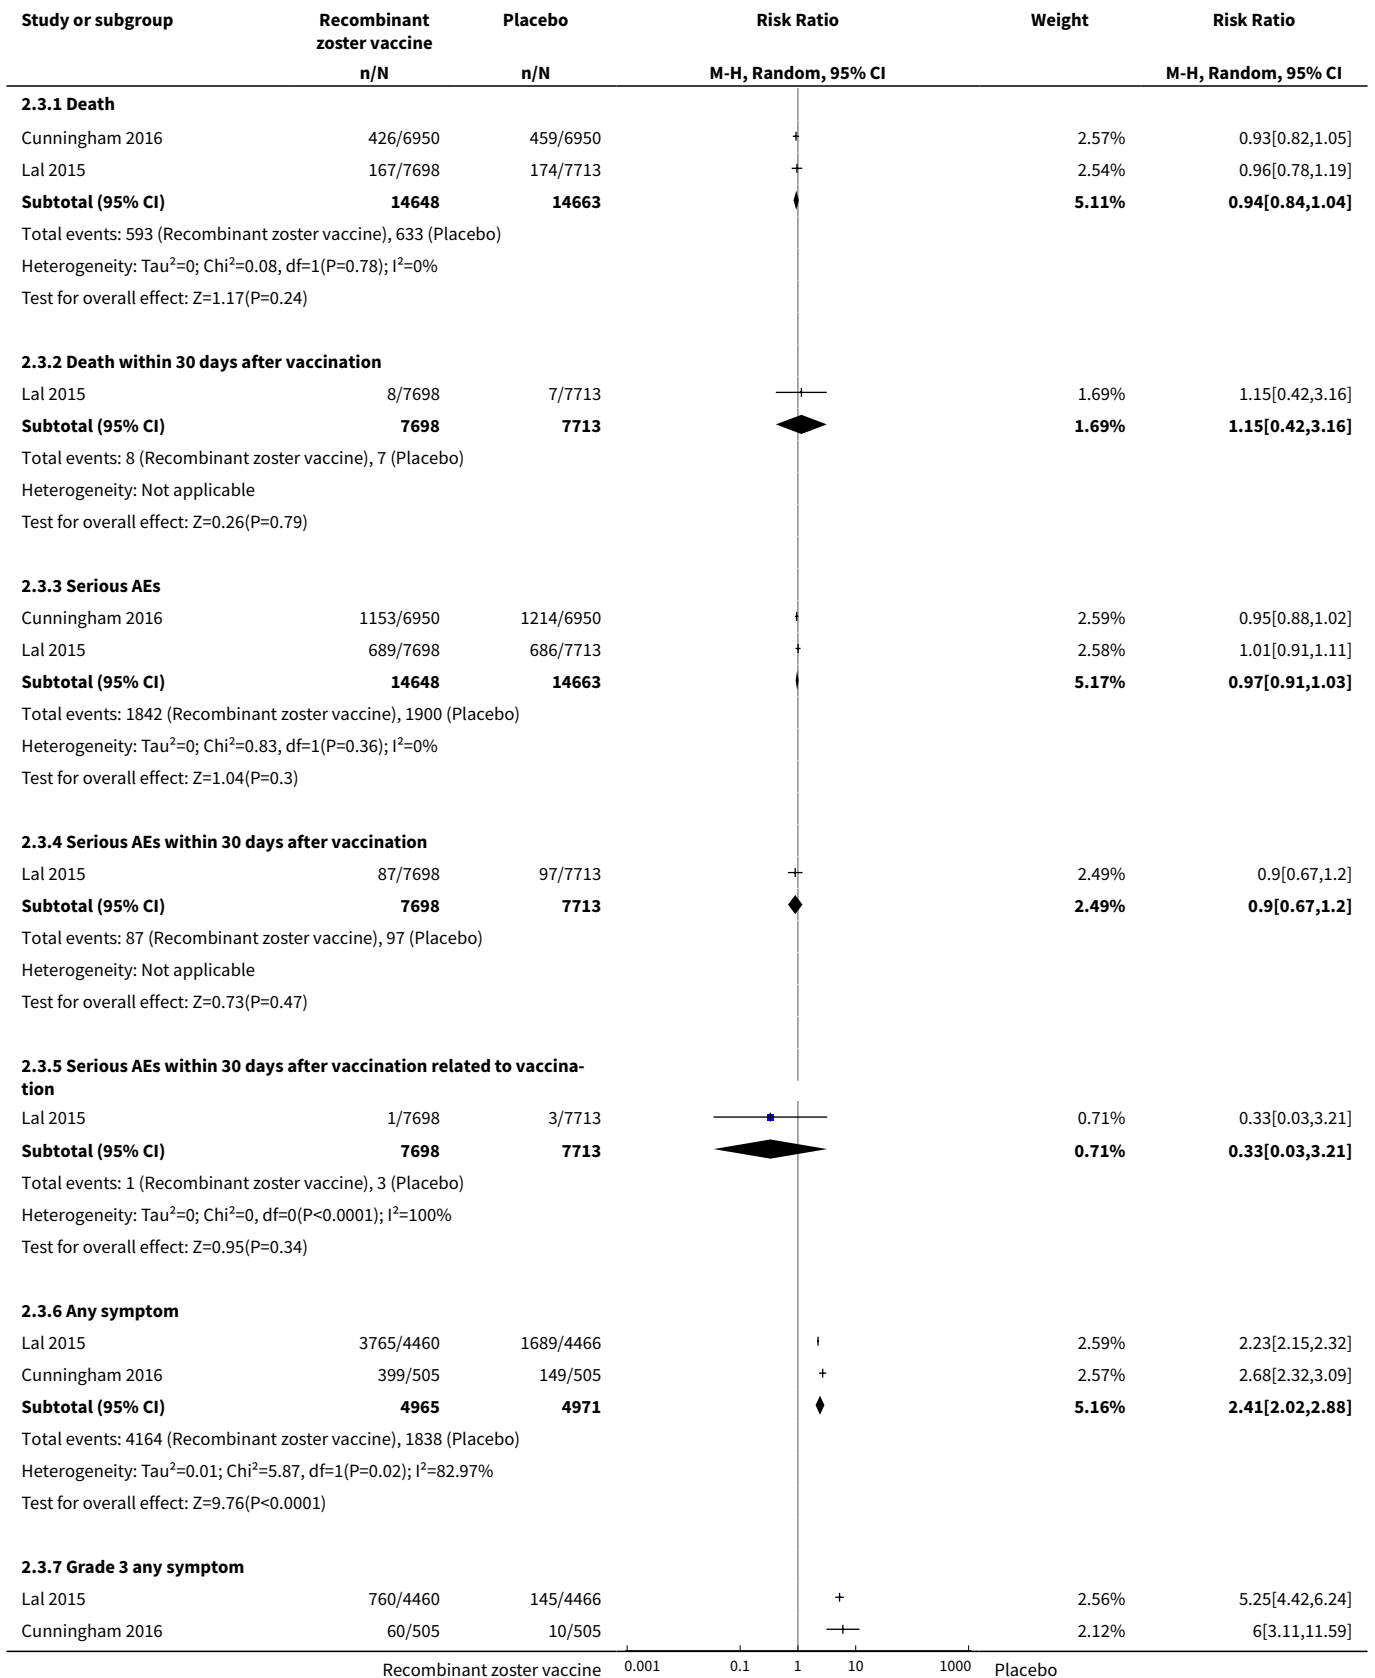 Study or subgroup Recombinant zoster vaccine Placebo Risk Ratio Weight Risk Ratio
n/N n/N M-H, Random, 95% CI M-H, Random, 95% CI
2.3.1 Death
Cunningham 2016 426/6950 459/6950 2.57% 0.93[0.82,1.05]
Lal 2015 167/7698 174/7713 2.54% 0.96[0.78,1.19]
Subtotal (95% CI) 14648 14663 5.11% 0.94[0.84,1.04]
Total events: 593 (Recombinant zoster vaccine), 633 (Placebo)
Heterogeneity: Tau²=0; Chi²=0.08, df=1(P=0.78); I²=0%
Test for overall effect: Z=1.17(P=0.24)
2.3.2 Death within 30 days after vaccination
Lal 2015 8/7698 7/7713 1.69% 1.15[0.42,3.16]
Subtotal (95% CI) 7698 7713 1.69% 1.15[0.42,3.16]
Total events: 8 (Recombinant zoster vaccine), 7 (Placebo)
Heterogeneity: Not applicable
Test for overall effect: Z=0.26(P=0.79)
2.3.3 Serious AEs
Cunningham 2016 1153/6950 1214/6950 2.59% 0.95[0.88,1.02]
Lal 2015 689/7698 686/7713 2.58% 1.01[0.91,1.11]
Subtotal (95% CI) 14648 14663 5.17% 0.97[0.91,1.03]
Total events: 1842 (Recombinant zoster vaccine), 1900 (Placebo)
Heterogeneity: Tau²=0; Chi²=0.83, df=1(P=0.36); I²=0%
Test for overall effect: Z=1.04(P=0.3)
2.3.4 Serious AEs within 30 days after vaccination
Lal 2015 87/7698 97/7713 2.49% 0.9[0.67,1.2]
Subtotal (95% CI) 7698 7713 2.49% 0.9[0.67,1.2]
Total events: 87 (Recombinant zoster vaccine), 97 (Placebo)
Heterogeneity: Not applicable
Test for overall effect: Z=0.73(P=0.47)
2.3.5 Serious AEs within 30 days after vaccination related to vaccina-
tion
Lal 2015 1/7698 3/7713 0.71% 0.33[0.03,3.21]
Subtotal (95% CI) 7698 7713 0.71% 0.33[0.03,3.21]
Total events: 1 (Recombinant zoster vaccine), 3 (Placebo)
Heterogeneity: Tau²=0; Chi²=0, df=0(P<0.0001); I²=100%
Test for overall effect: Z=0.95(P=0.34)
2.3.6 Any symptom
Lal 2015 3765/4460 1689/4466 2.59% 2.23[2.15,2.32]
Cunningham 2016 399/505 149/505 2.57% 2.68[2.32,3.09]
Subtotal (95% CI) 4965 4971 5.16% 2.41[2.02,2.88]
Total events: 4164 (Recombinant zoster vaccine), 1838 (Placebo)
Heterogeneity: Tau²=0.01; Chi²=5.87, df=1(P=0.02); I²=82.97%
Test for overall effect: Z=9.76(P<0.0001)
2.3.7 Grade 3 any symptom
Lal 2015 760/4460 145/4466 2.56% 5.25[4.42,6.24]
Cunningham 2016 60/505 10/505 2.12% 6[3.11,11.59]
Recombinant zoster vaccine 0.001 0.1 1 10 1000 Placebo